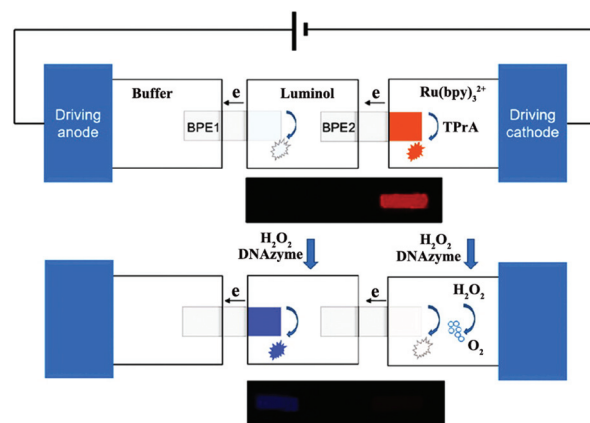 Buffer
Luminol
Ru(bpy)₃²⁺
Driving anode
e
e
Driving cathode
BPE1
BPE2
TPrA
H₂O₂
DNAzyme
H₂O₂
DNAzyme
e
e
H₂O₂
O₂